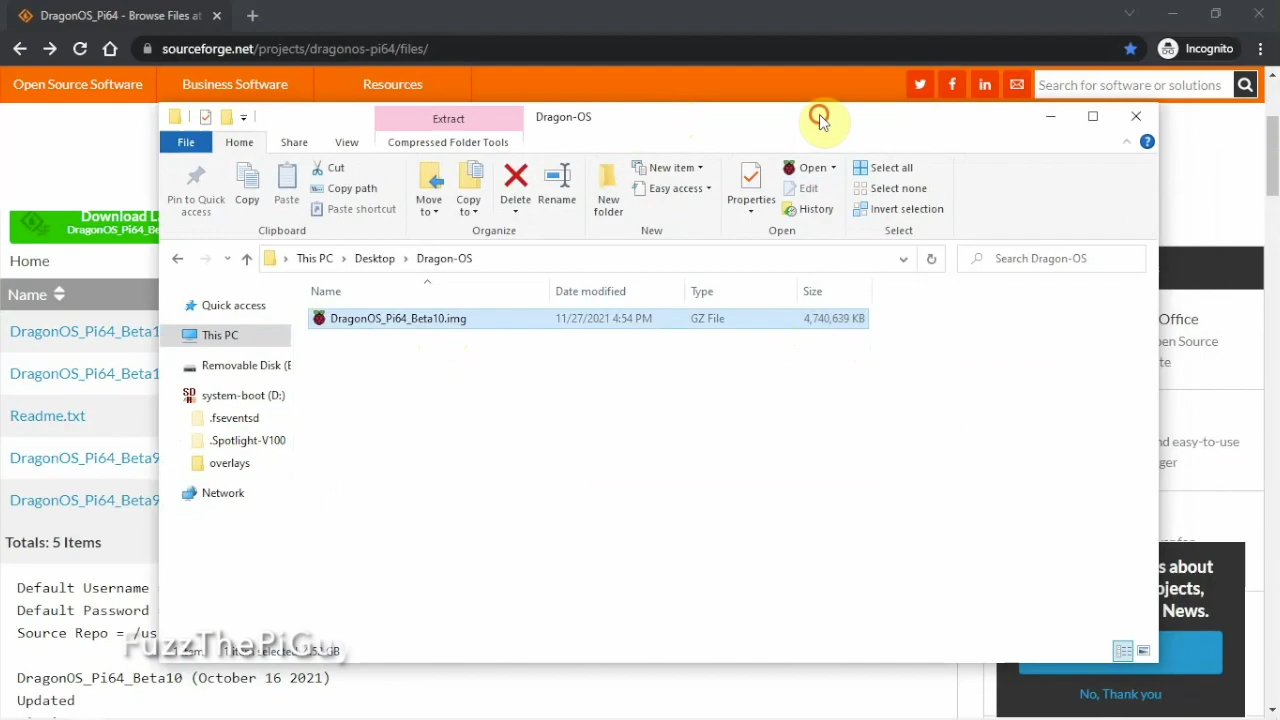 DragonOS_Pi64 - Browse Files at
sourceforge.net/projects/dragonos-pi64/files/
Incognito
Open Source Software
Business Software
Resources
Search for software or solutions
Extract
Dragon-OS
File
Home
Share
View
Compressed Folder Tools
Pin to Quick access
Copy
Paste
Cut
Copy path
Paste shortcut
Clipboard
Move to
Copy to
Delete
Rename
Organize
New folder
New item
Easy access
New
Properties
Open
Edit
History
Open
Select all
Select none
Invert selection
Select
This PC
Desktop
Dragon-OS
Search Dragon-OS
Quick access
This PC
Removable Disk (E
system-boot (D:)
.fseventsd
.Spotlight-V100
overlays
Network
Name
Date modified
Type
Size
DragonOS_Pi64_Beta10.img
11/27/2021 4:54 PM
GZ File
4,740,639 KB
Download La
DragonOS_Pi64_Be
Home
Name
DragonOS_Pi64_Beta1
DragonOS_Pi64_Beta1
Readme.txt
DragonOS_Pi64_Beta9
DragonOS_Pi64_Beta9
Totals: 5 Items
Default Username
Default Password =
Source Repo = /us
FuzzThePiGuy
DragonOS_Pi64_Beta10 (October 16 2021)
Updated
Office
pen Source
te
nd easy-to-use
ger
s about
ojects,
News.
No, Thank you